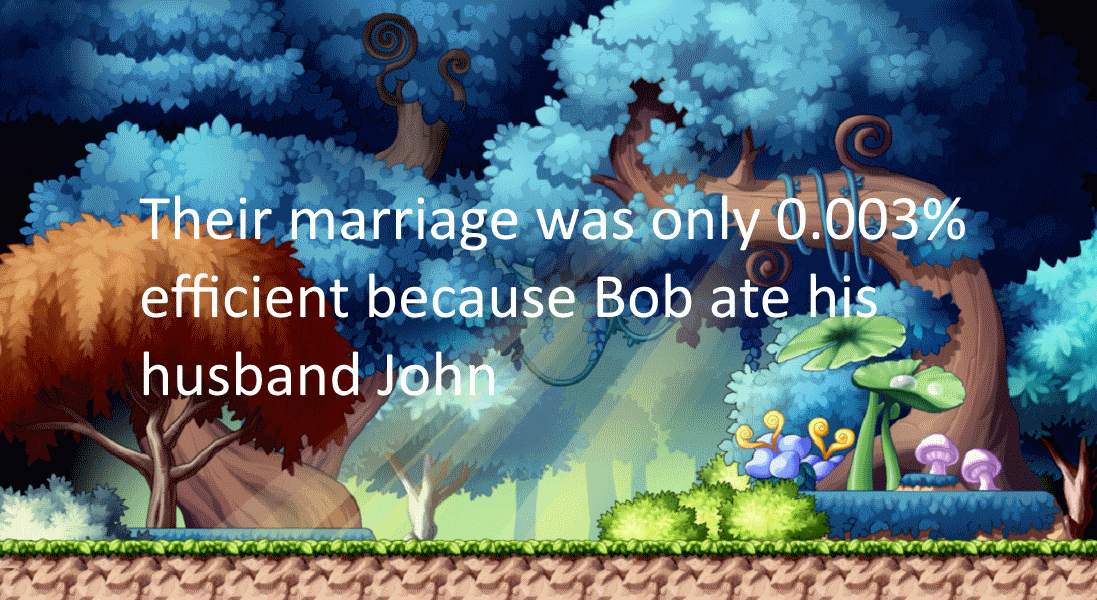 Their marriage was only 0.003%
efficient because Bob ate his
husband John